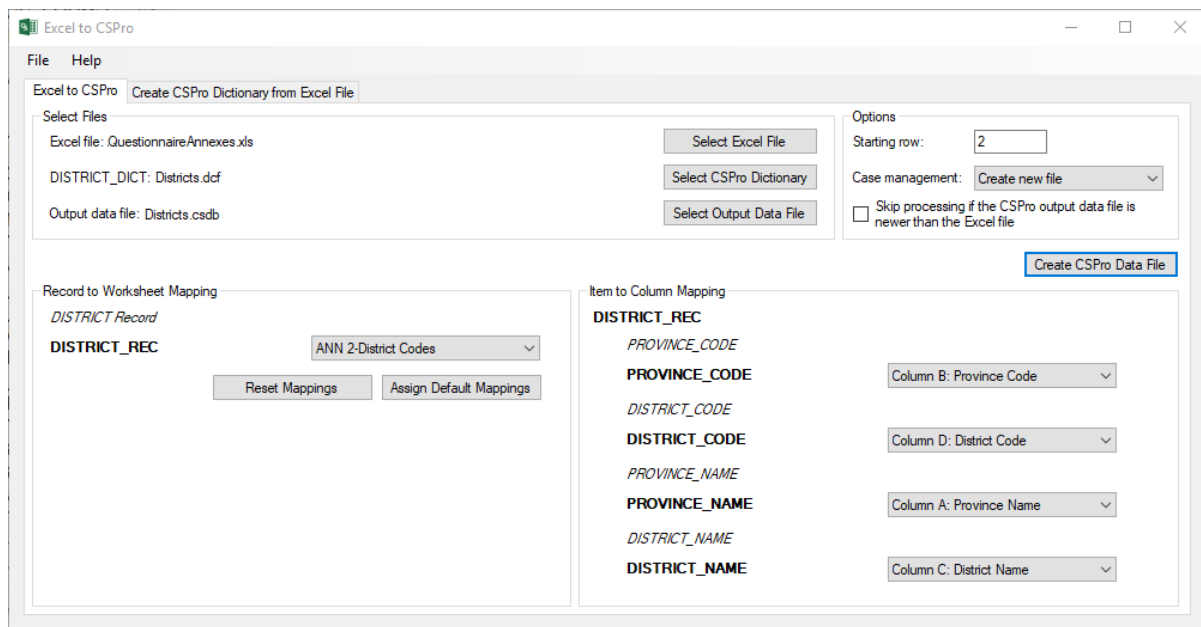 Excel to CSPro
File Help
Excel to CSPro Create CSPro Dictionary from Excel File
Select Files
Excel file: QuestionnaireAnnexes.xls Select Excel File
DISTRICT_DICT: Districts.dcf Select CSPro Dictionary
Output data file: Districts.csdb Select Output Data File
Options
Starting row: 2
Case management: Create new file
Skip processing if the CSPro output data file is
newer than the Excel file
Create CSPro Data File
Record to Worksheet Mapping
DISTRICT Record
DISTRICT_REC ANN 2-District Codes
Reset Mappings Assign Default Mappings
Item to Column Mapping
DISTRICT_REC
PROVINCE_CODE
PROVINCE_CODE Column B: Province Code
DISTRICT_CODE
DISTRICT_CODE Column D: District Code
PROVINCE_NAME
PROVINCE_NAME Column A: Province Name
DISTRICT_NAME
DISTRICT_NAME Column C: District Name